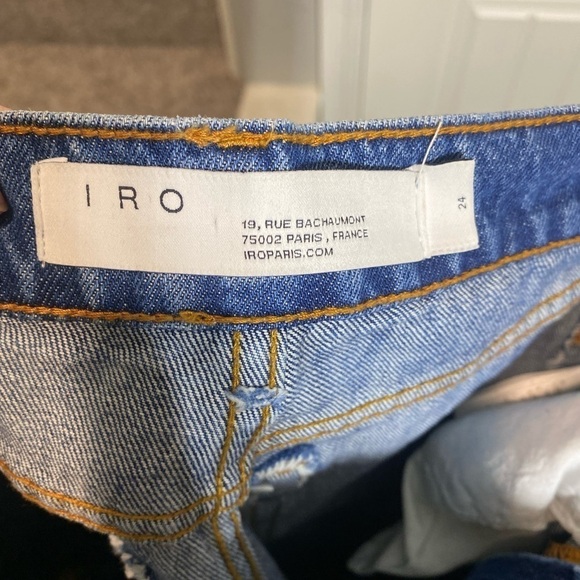 IRO
19, RUE BACHAUMONT
75002 PARIS, FRANCE
IROPARIS.COM
24